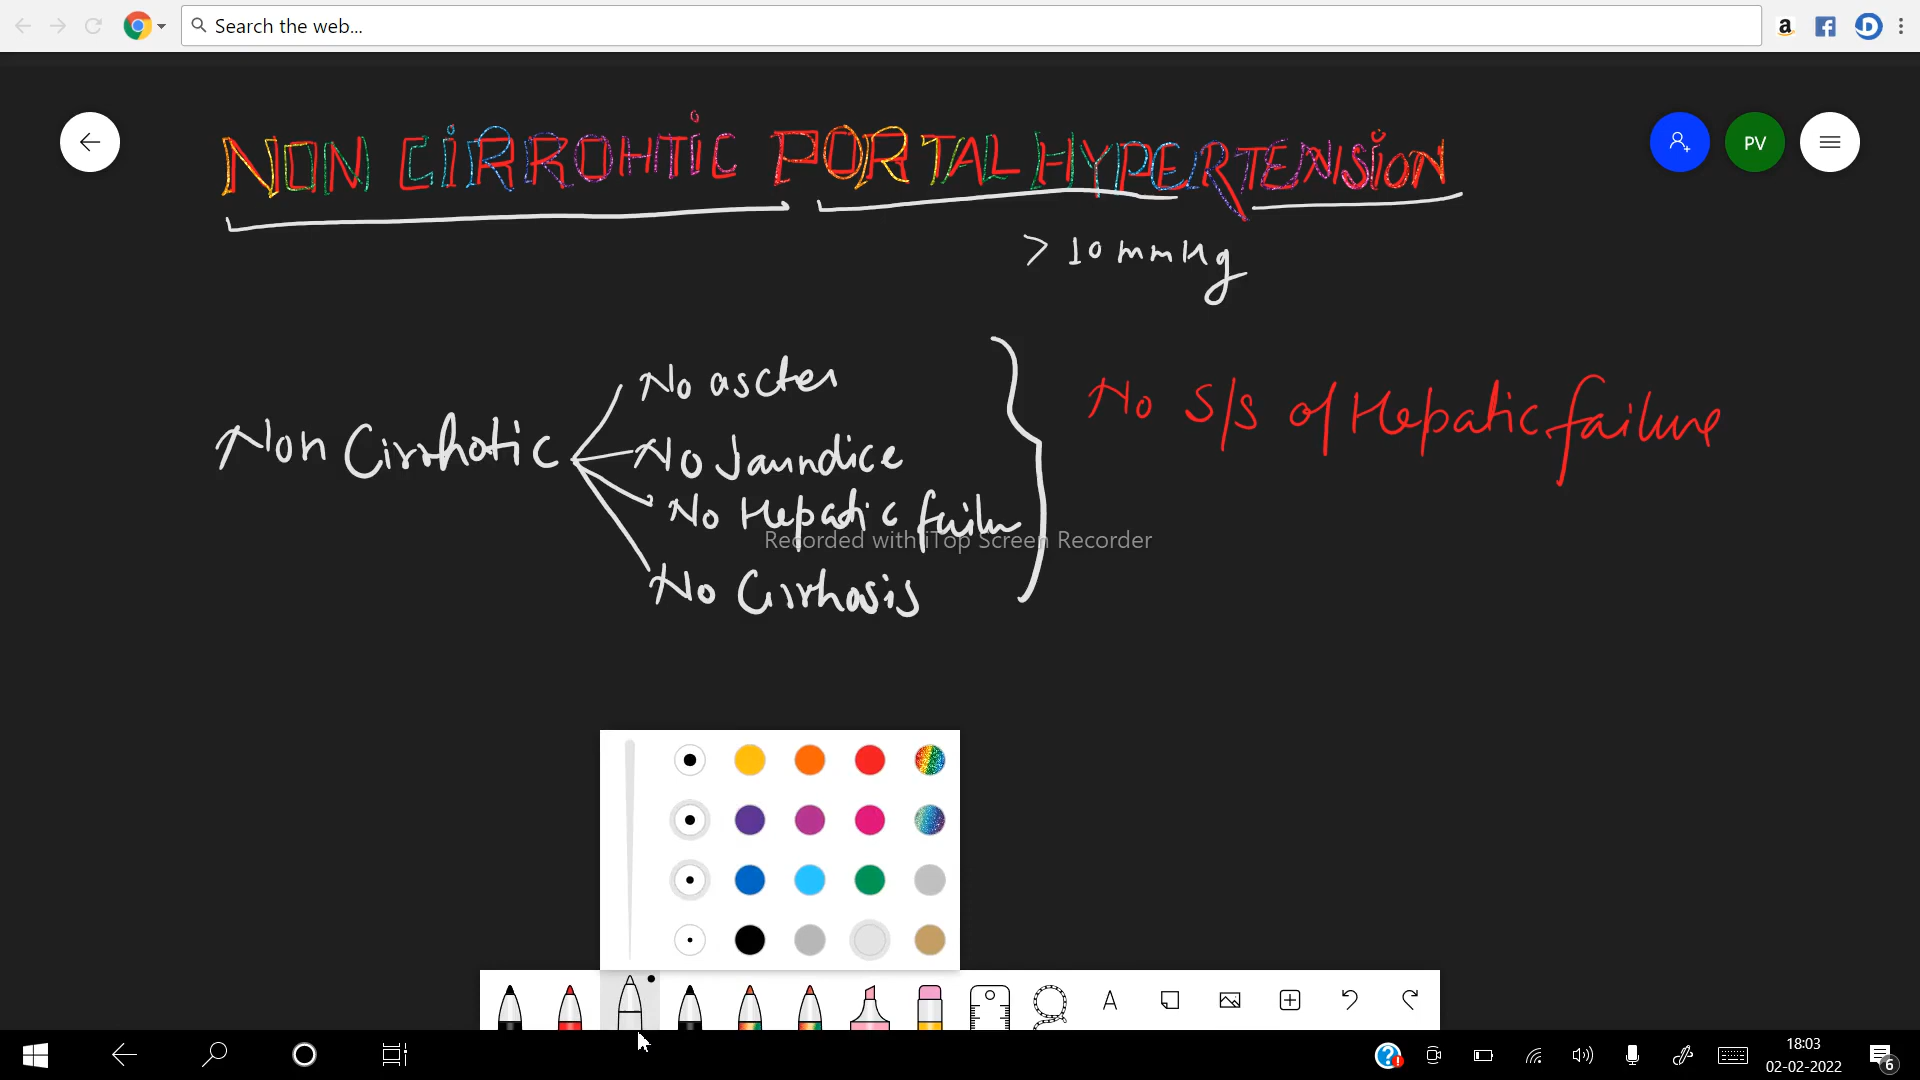 Search the web...
NON CIRROHTIC PORTAL HYPERTENSION
PV
> 10 mmHg
No ascites
No S/S of Hepatic failure
Non Cirrhotic
No Jaundice
No Hepatic failure
Recorded with iTop Screen Recorder
No Cirrhosis
18:03
02-02-2022
6